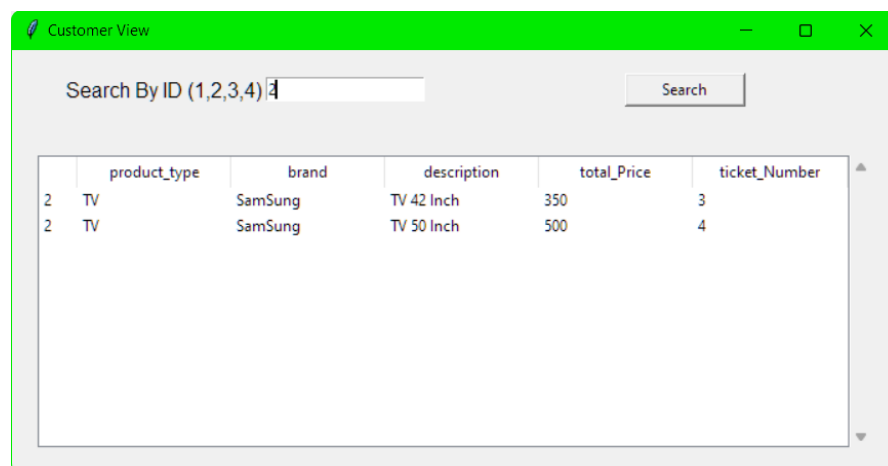 Customer View
Search By ID (1,2,3,4) 2 Search
product_type brand description total_Price ticket_Number
2 TV SamSung TV 42 Inch 350 3
2 TV SamSung TV 50 Inch 500 4